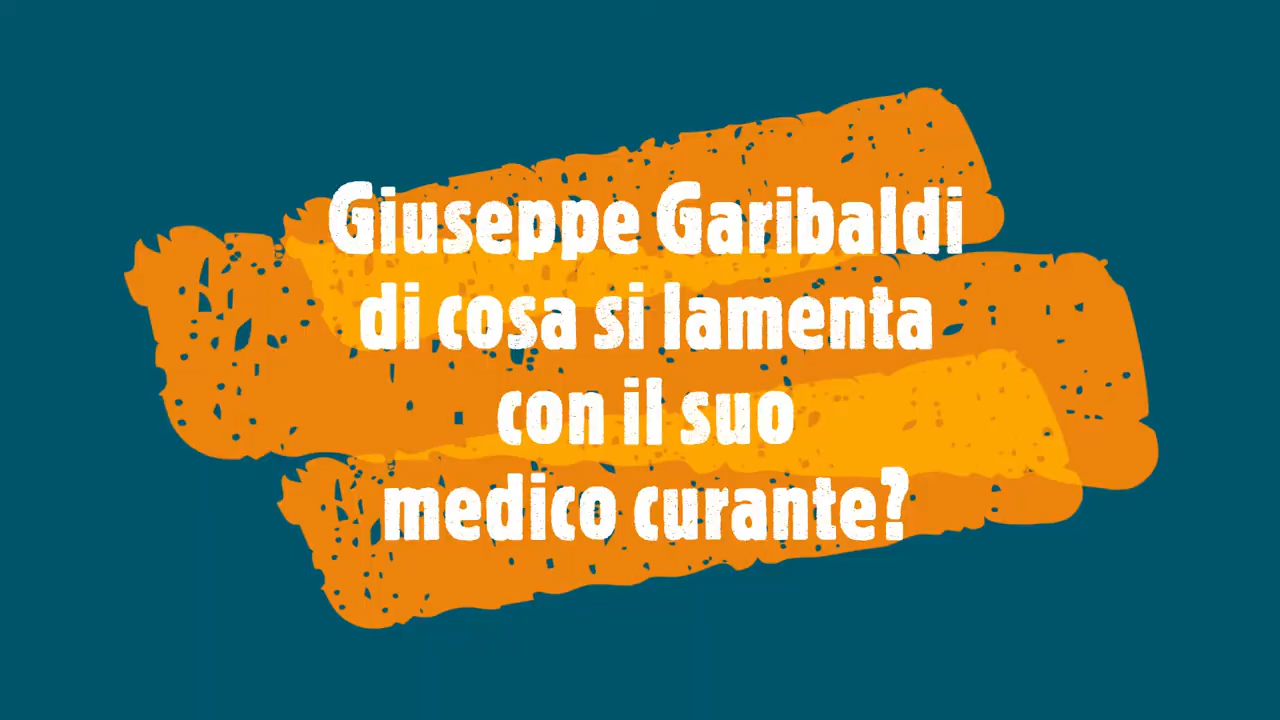 Giuseppe Garibaldi
di cosa si lamenta
con il suo
medico curante?